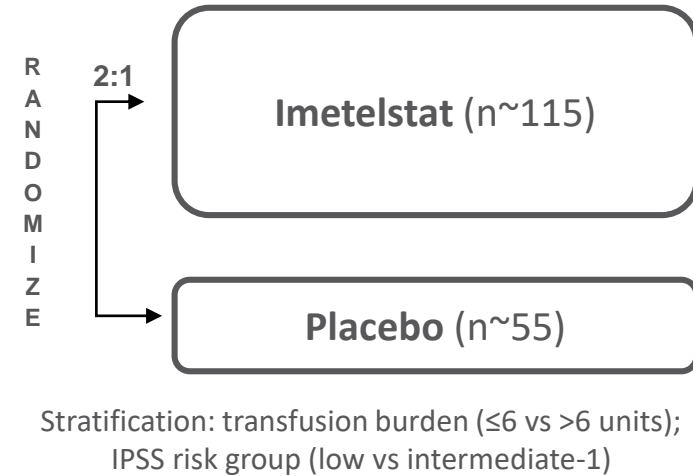 RANDOMIZE
2:1
Imetelstat (n~115)
Placebo (n~55)
Stratification: transfusion burden (≤6 vs >6 units);
IPSS risk group (low vs intermediate-1)